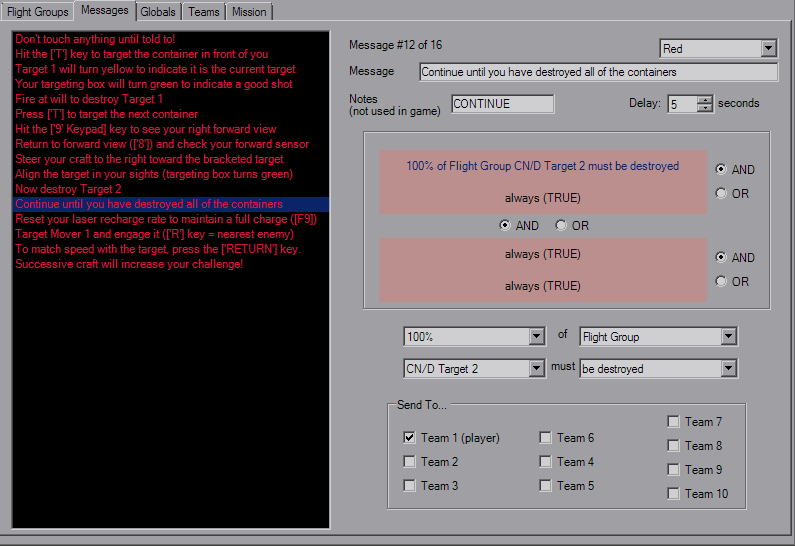 Flight Groups Messages Globals Teams Mission
Don't touch anything until told to!
Hit the ['T'] key to target the container in front of you
Target 1 will turn yellow to indicate it is the current target
Your targeting box will turn green to indicate a good shot
Fire at will to destroy Target 1
Press ['T'] to target the next container
Hit the ['9' Keypad] key to see your right forward view
Return to forward view (['8']) and check your forward sensor
Steer your craft to the right toward the bracketed target
Align the target in your sights (targeting box turns green)
Now destroy Target 2
Continue until you have destroyed all of the containers
Reset your laser recharge rate to maintain a full charge ([F9])
Target Mover 1 and engage it (['R'] key = nearest enemy)
To match speed with the target, press the ['RETURN'] key.
Successive craft will increase your challenge!
Message #12 of 16 Red
Message Continue until you have destroyed all of the containers
Notes
(not used in game) CONTINUE Delay: 5 seconds
100% of Flight Group CN/D Target 2 must be destroyed
AND
always (TRUE)
OR
AND OR
always (TRUE)
AND
always (TRUE)
OR
100% of Flight Group
CN/D Target 2 must be destroyed
Send To...
Team 1 (player)
Team 2
Team 3
Team 6
Team 4
Team 5
Team 7
Team 8
Team 9
Team 10